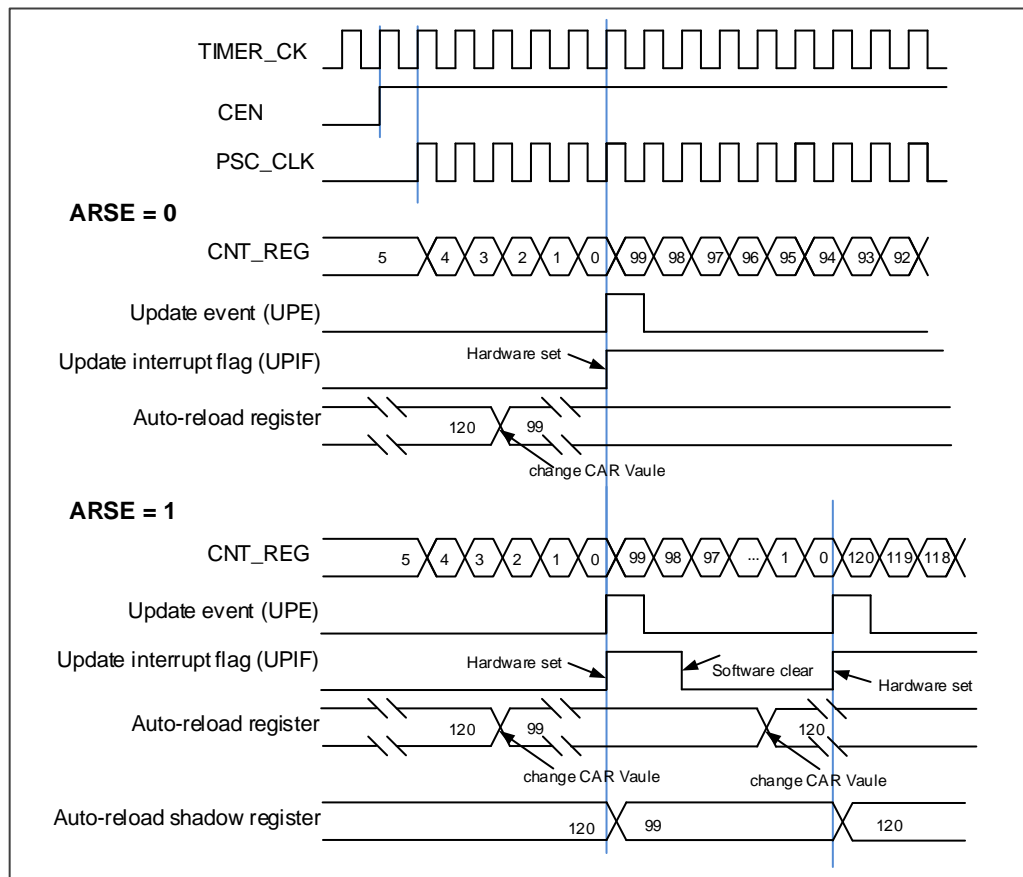 TIMER_CK
CEN
PSC_CLK
ARSE = 0
CNT_REG 5 4 3 2 1 0 99 98 97 96 95 94 93 92
Update event (UPE)
Update interrupt flag (UPIF) Hardware set
Auto-reload register 120 99
change CAR Vaule
ARSE = 1
CNT_REG 5 4 3 2 1 0 99 98 97 ... 1 0 120 119 118
Update event (UPE)
Update interrupt flag (UPIF) Hardware set Software clear Hardware set
Auto-reload register 120 99 120
change CAR Vaule change CAR Vaule
Auto-reload shadow register 120 99 120